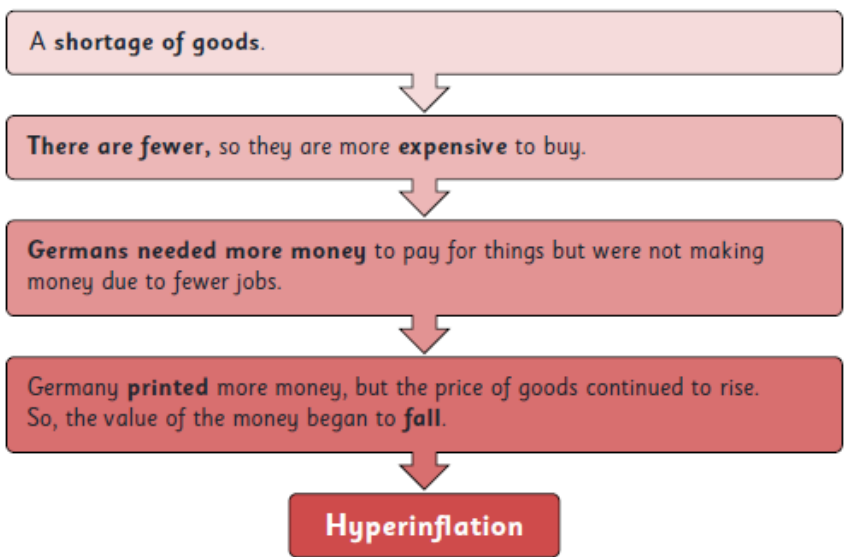 A shortage of goods.
There are fewer, so they are more expensive to buy.
Germans needed more money to pay for things but were not making
money due to fewer jobs.
Germany printed more money, but the price of goods continued to rise.
So, the value of the money began to fall.
Hyperinflation